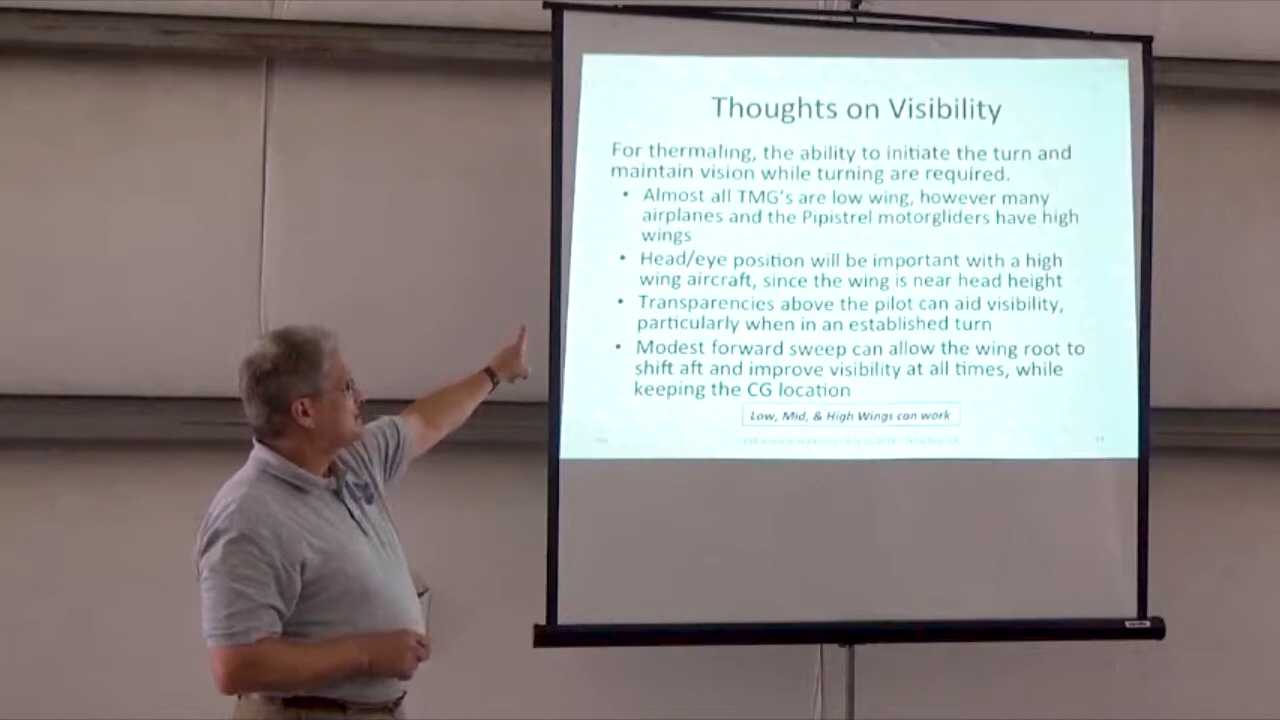 Thoughts on Visibility
For thermaling, the ability to initiate the turn and
maintain vision while turning are required.
• Almost all TMG's are low wing, however many
airplanes and the Pipistrel motorgliders have high
wings
• Head/eye position will be important with a high
wing aircraft, since the wing is near head height
• Transparencies above the pilot can aid visibility,
particularly when in an established turn
• Modest forward sweep can allow the wing root to
shift aft and improve visibility at all times, while
keeping the CG location
Low, Mid, & High Wings can work